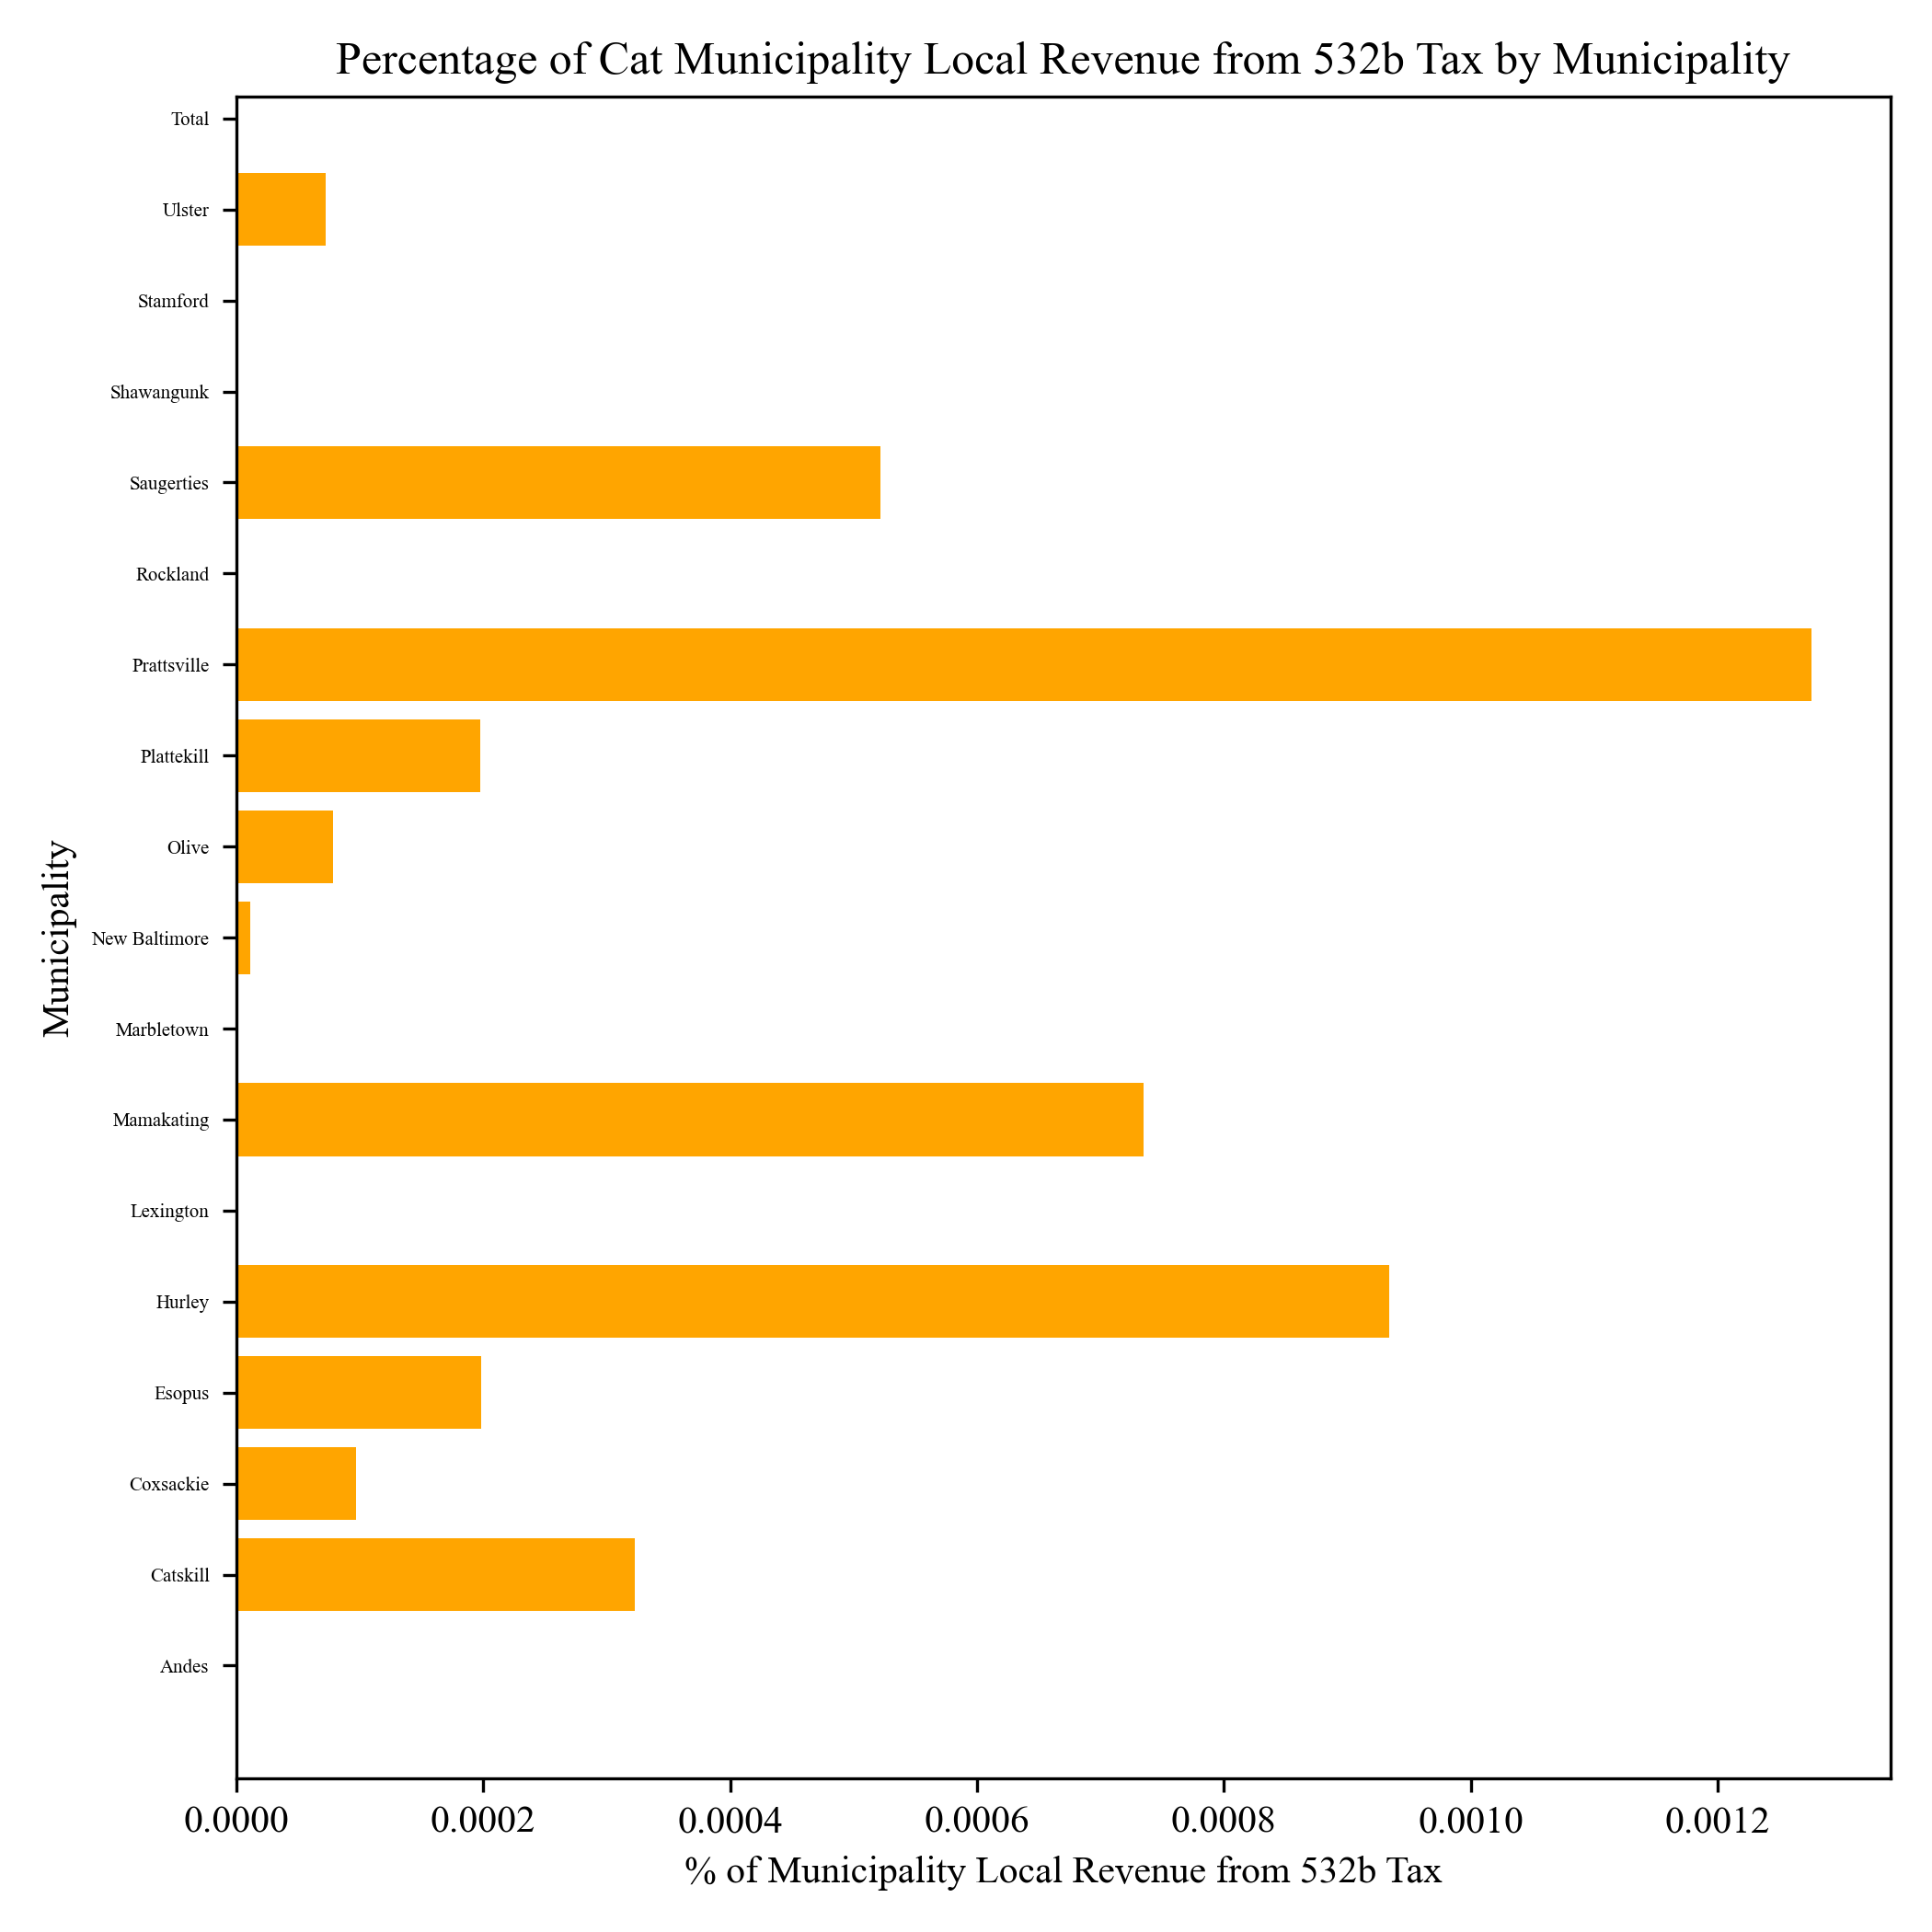 Percentage of Cat Municipality Local Revenue from 532b Tax by Municipality
Total
Ulster
Stamford
Shawangunk
Saugerties
Rockland
Prattsville
Plattekill
Olive
New Baltimore
Marbletown
Mamakating
Lexington
Hurley
Esopus
Coxsackie
Catskill
Andes
Municipality
0.0000 0.0002 0.0004 0.0006 0.0008 0.0010 0.0012
% of Municipality Local Revenue from 532b Tax